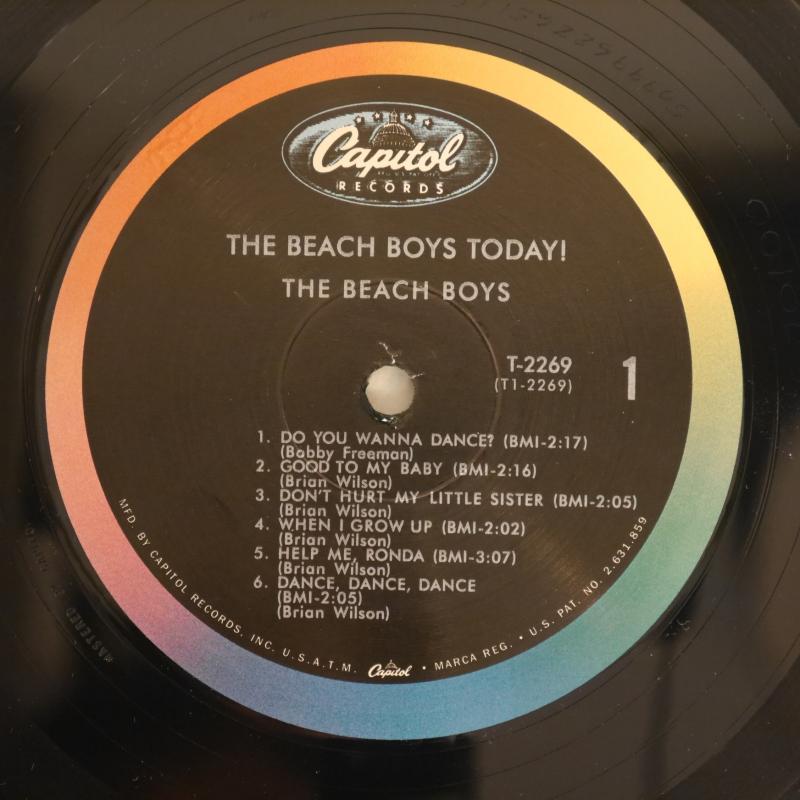 Capitol
RECORDS
THE BEACH BOYS TODAY!
THE BEACH BOYS
T-2269
(T1-2269)
1
1. DO YOU WANNA DANCE? (BMI-2:17)
(Bobby Freeman)
2. GOOD TO MY BABY (BMI-2:16)
(Brian Wilson)
3. DON'T HURT MY LITTLE SISTER (BMI-2:05)
(Brian Wilson)
4. WHEN I GROW UP (BMI-2:02)
(Brian Wilson)
5. HELP ME, RONDA (BMI-3:07)
(Brian Wilson)
6. DANCE, DANCE, DANCE
(BMI-2:05)
(Brian Wilson)
MFD. BY CAPITOL RECORDS, INC. U.S.A.T.M. Capitol • MARCA REG. • U.S. PAT. NO. 2,631,859
MASTERED BY